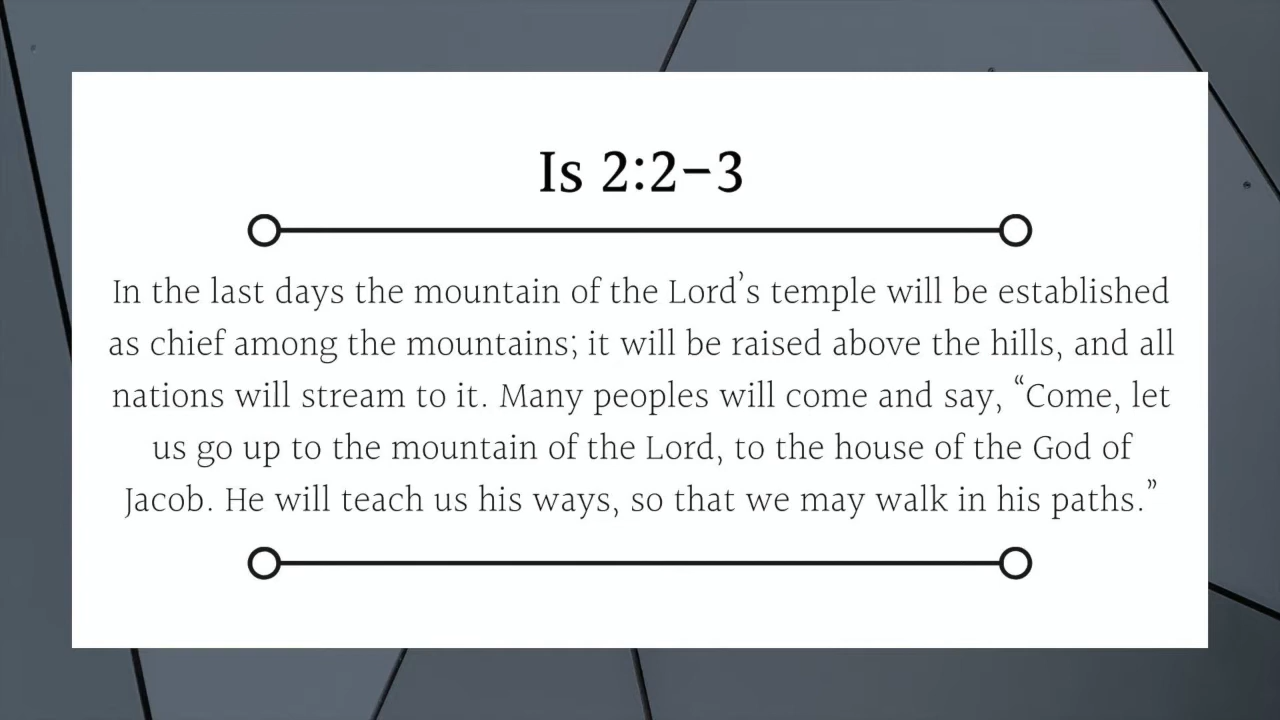 Is 2:2–3
In the last days the mountain of the Lord’s temple will be established
as chief among the mountains; it will be raised above the hills, and all
nations will stream to it. Many peoples will come and say, “Come, let
us go up to the mountain of the Lord, to the house of the God of
Jacob. He will teach us his ways, so that we may walk in his paths.”